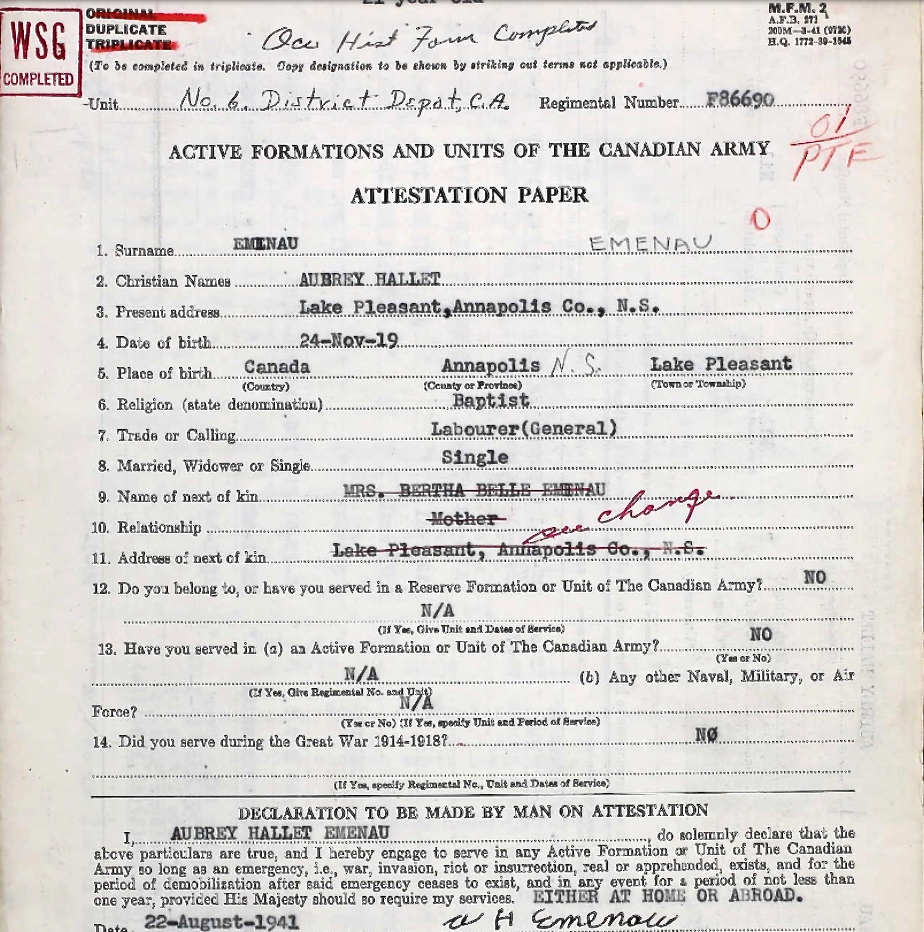 21 year old
WSG
COMPLETED
ORIGINAL
DUPLICATE
TRIPLICATE
Occ Hist Form Completed
M.F.M. 2
A.F.B. 271
H.Q. 1772-39-1645
(To be completed in triplicate. Copy designation to be shown by striking out terms not applicable.)
Unit No. 6. District Depot, C.A. Regimental Number F86690
01
PTE
ACTIVE FORMATIONS AND UNITS OF THE CANADIAN ARMY
ATTESTATION PAPER
O
1. Surname EMENAU EMENAU
2. Christian Names AUBREY HALLET
3. Present address Lake Pleasant,Annapolis Co., N.S.
4. Date of birth 24-Nov-19
5. Place of birth Canada Annapolis N.S. Lake Pleasant
(Country) (County or Province) (Town or Township)
6. Religion (state denomination) Baptist
7. Trade or Calling Labourer(General)
8. Married, Widower or Single Single
9. Name of next of kin MRS. BERTHA BELLE EMENAU
10. Relationship Mother see change
11. Address of next of kin Lake Pleasant, Annapolis Co., N.S.
12. Do you belong to, or have you served in a Reserve Formation or Unit of The Canadian Army? NO
N/A
(If Yes, Give Unit and Dates of Service)
13. Have you served in (a) an Active Formation or Unit of The Canadian Army? NO
(Yes or No)
N/A (b) Any other Naval, Military, or Air
(If Yes, Give Regimental No. and Unit)
Force? N/A
(Yes or No) (If Yes, specify Unit and Period of Service)
14. Did you serve during the Great War 1914-1918? NO
(If Yes, specify Regimental No., Unit and Dates of Service)
DECLARATION TO BE MADE BY MAN ON ATTESTATION
I, AUBREY HALLET EMENAU, do solemnly declare that the
above particulars are true, and I hereby engage to serve in any Active Formation or Unit of The Canadian
Army so long as an emergency, i.e., war, invasion, riot or insurrection, real or apprehended, exists, and for the
period of demobilization after said emergency ceases to exist, and in any event for a period of not less than
one year, provided His Majesty should so require my services. EITHER AT HOME OR ABROAD.
Date 22-August-1941 A H Emenau